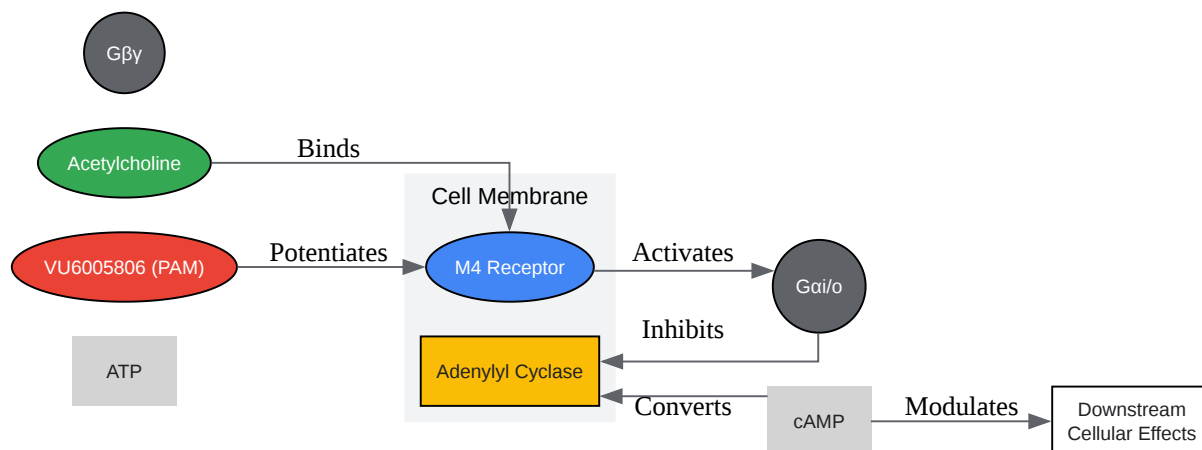 Gβγ
Acetylcholine
Binds
Cell Membrane
VU6005806 (PAM)
Potentiates
M4 Receptor
Activates
Gαi/o
Inhibits
ATP
Adenylyl Cyclase
Converts
cAMP
Modulates
Downstream
Cellular Effects